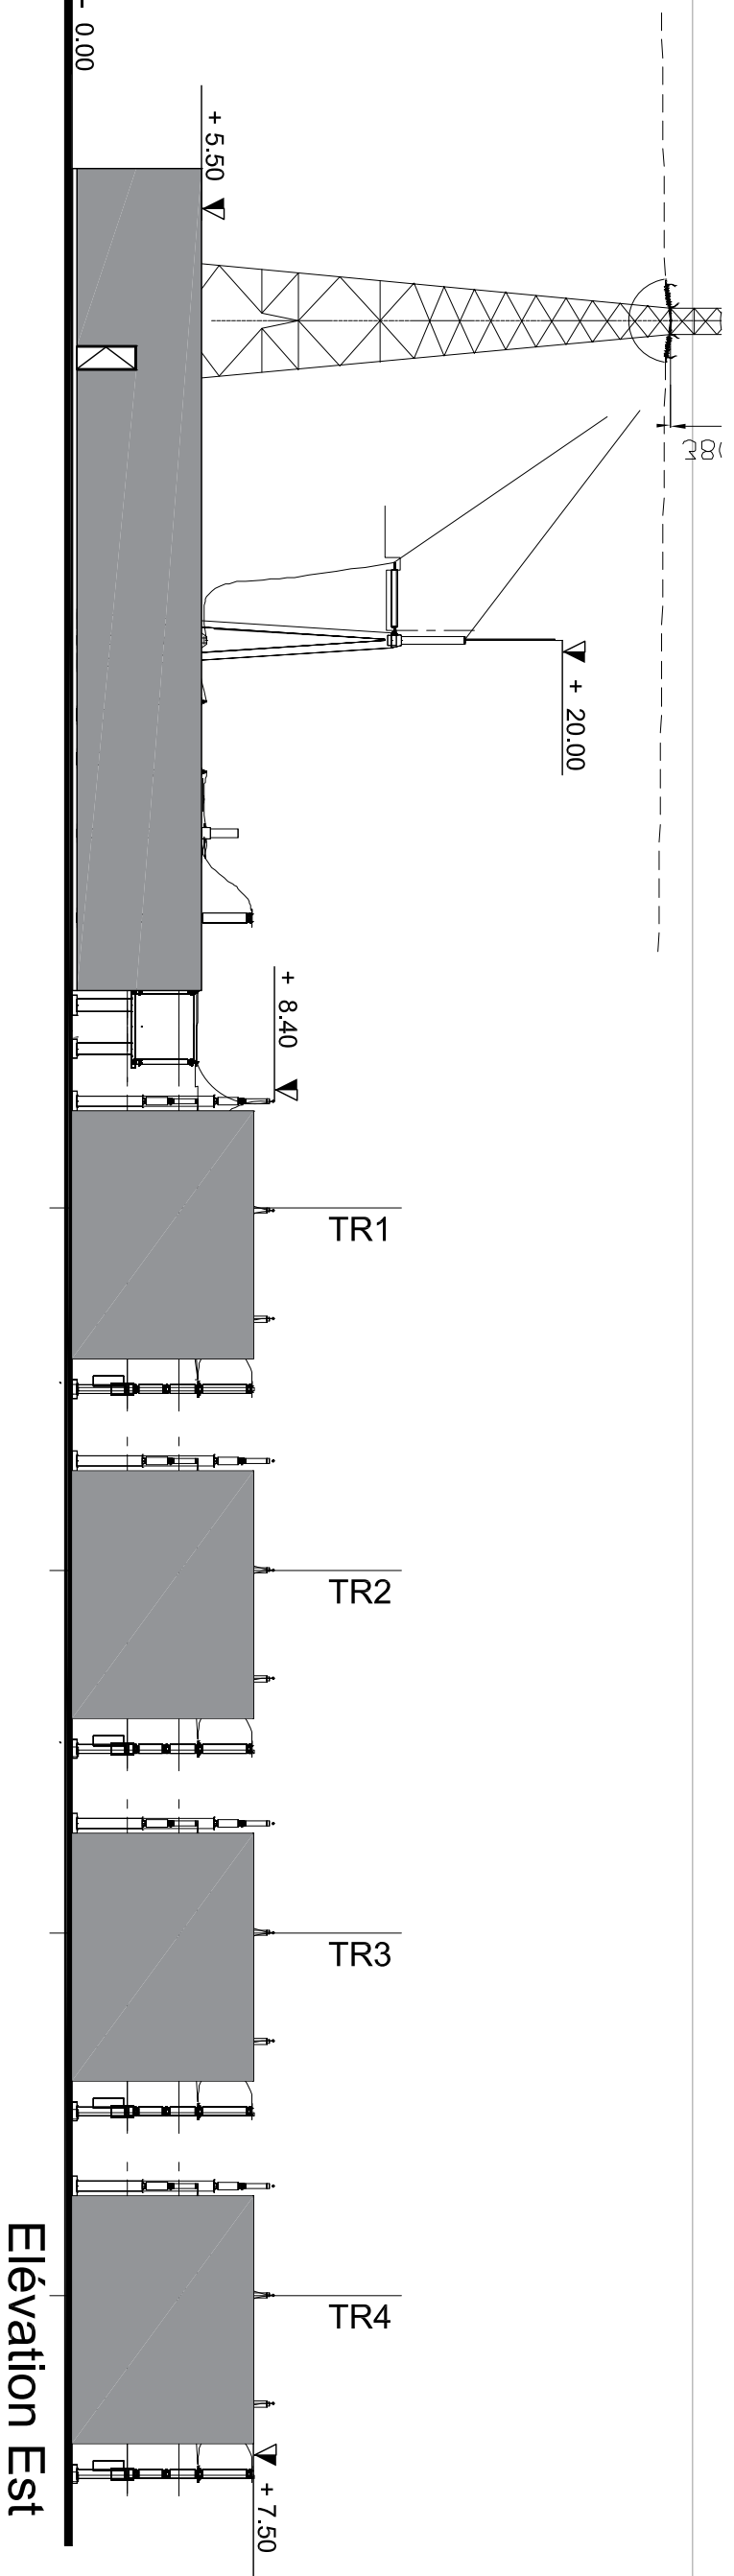 0.00
+ 5.50
+ 20.00
+ 8.40
TR1
TR2
TR3
TR4
+ 7.50
Elévation Est